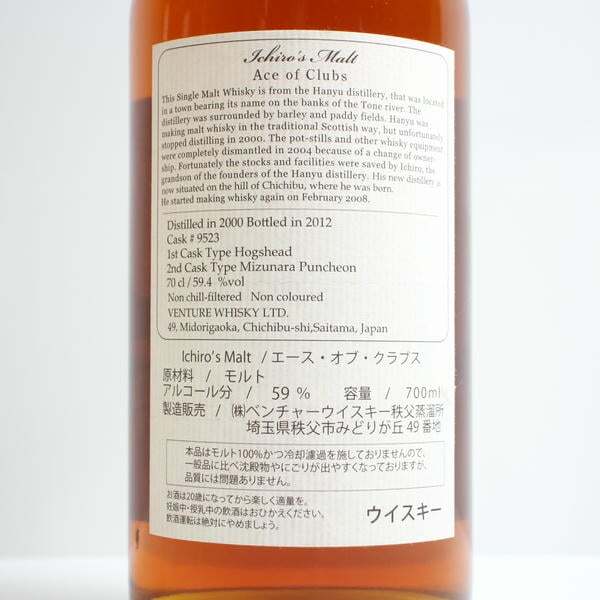 Ichiro's Malt
Ace of Clubs
This Single Malt Whisky is from the Hanyu distillery, that was located
in a town bearing its name on the banks of the Tone river. The
distillery was surrounded by barley and paddy fields. Hanyu was
making malt whisky in the traditional Scottish way, but unfortunately
stopped distilling in 2000. The pot-stills and other whisky equipment
were completely dismantled in 2004 because of a change of owner-
ship. Fortunately the stocks and facilities were saved by Ichiro, the
grandson of the founders of the Hanyu distillery. His new distillery is
now situated on the hill of Chichibu, where he was born.
He started making whisky again on February 2008.
Distilled in 2000 Bottled in 2012
Cask # 9523
1st Cask Type Hogshead
2nd Cask Type Mizunara Puncheon
70 cl / 59.4 %vol
Non chill-filtered Non coloured
VENTURE WHISKY LTD.
49, Midorigaoka, Chichibu-shi,Saitama, Japan
Ichiro's Malt / エース・オブ・クラブス
原材料 / モルト
アルコール分 / 59 % 容量 / 700ml
製造販売 / ㈱ベンチャーウイスキー秩父蒸溜所
埼玉県秩父市みどりが丘 49 番地
本品はモルト100%かつ冷却濾過を施しておりませんので、
一般品に比べ沈殿物やにごりが出やすくなっておりますが、
品質には問題ありません。
お酒は20歳になってから楽しく適量を。
妊娠中・授乳中の飲酒はおひかえください。
飲酒運転は絶対にやめましょう。
ウイスキー